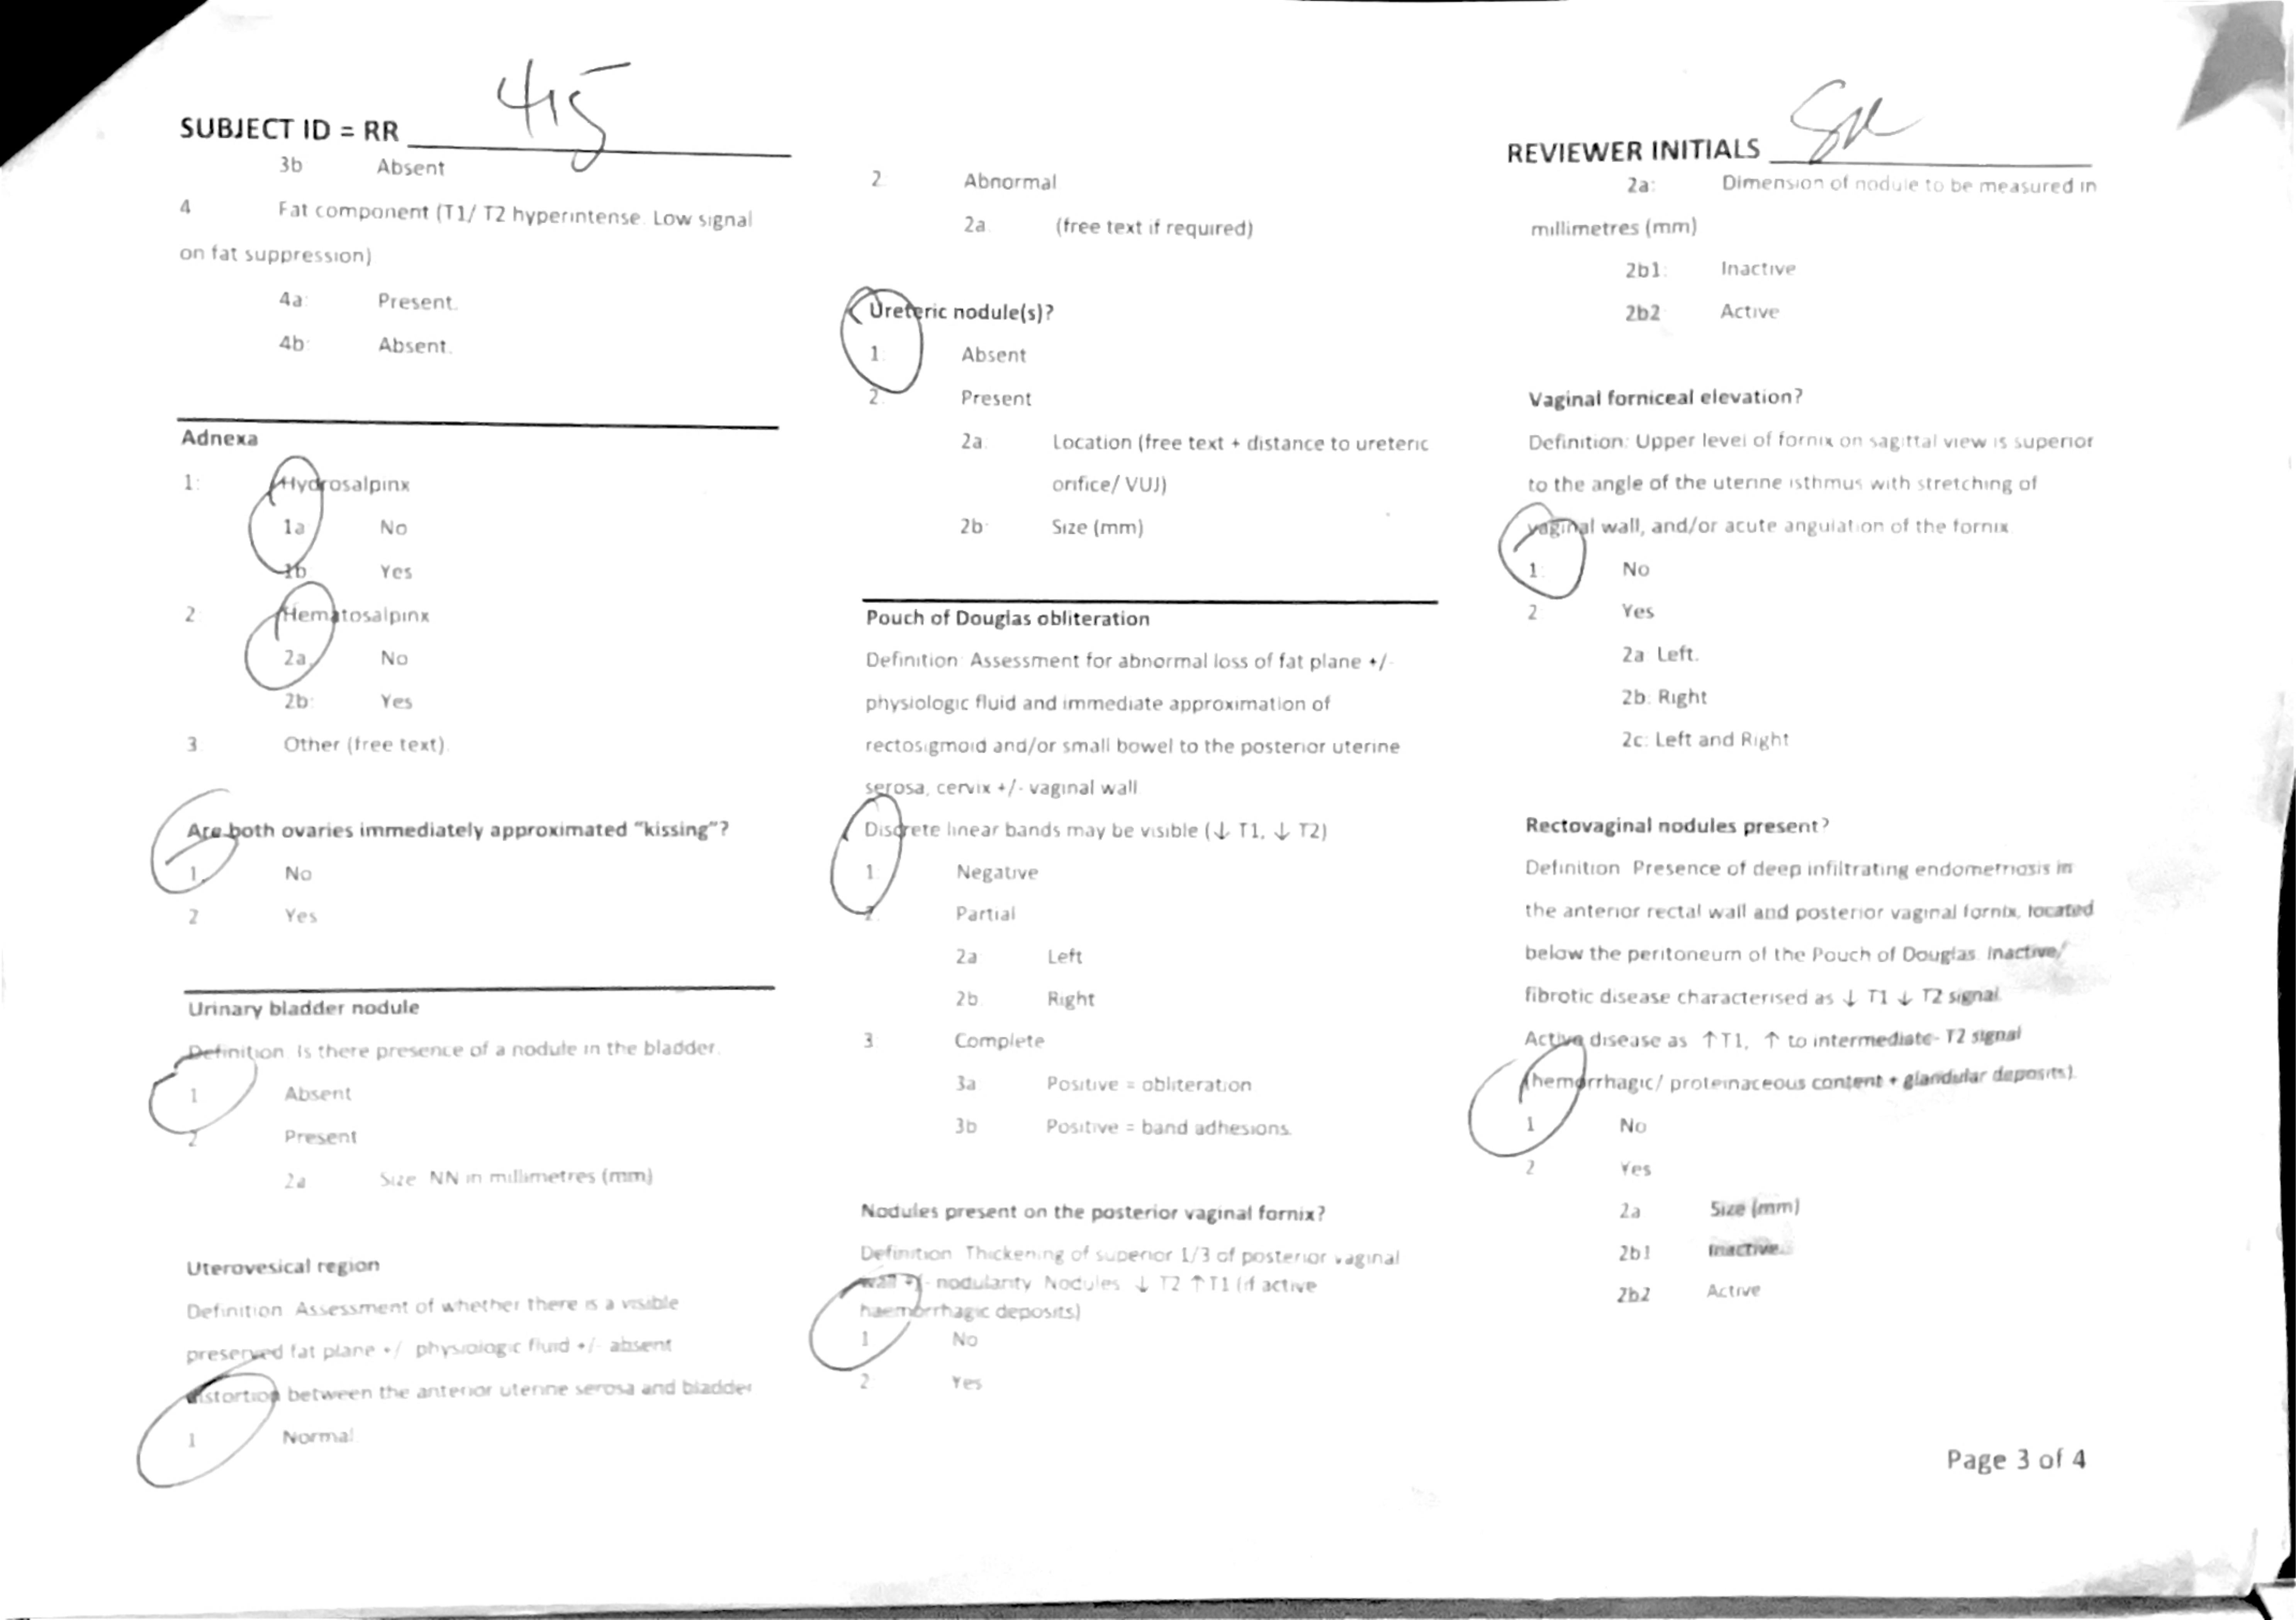 SUBJECT ID = RR 415
3b Absent
4 Fat component (T1/ T2 hyperintense. Low signal
on fat suppression)
4a: Present.
4b: Absent.
Adnexa
1: Hydrosalpinx
1a No
1b Yes
2: Hematosalpinx
2a. No
2b: Yes
3 Other (free text).
Are both ovaries immediately approximated “kissing”?
1. No
2 Yes
Urinary bladder nodule
Definition: Is there presence of a nodule in the bladder.
1 Absent
2 Present
2a Size NN in millimetres (mm)
Uterovesical region
Definition Assessment of whether there is a visible
preserved fat plane +/ physiologic fluid +/- absent
distortion between the anterior uterine serosa and bladder
1 Normal
2. Abnormal
2a. (free text if required)
Ureteric nodule(s)?
1: Absent
2. Present
2a: Location (free text + distance to ureteric
orifice/ VUJ)
2b: Size (mm)
Pouch of Douglas obliteration
Definition: Assessment for abnormal loss of fat plane +/-
physiologic fluid and immediate approximation of
rectosigmoid and/or small bowel to the posterior uterine
serosa, cervix +/- vaginal wall
Discrete linear bands may be visible (↓ T1, ↓ T2)
1: Negative
2. Partial
2a Left
2b. Right
3 Complete
3a Positive = obliteration
3b Positive = band adhesions.
Nodules present on the posterior vaginal fornix?
Definition Thickening of superior 1/3 of posterior vaginal
wall +/- nodularity Nodules ↓ T2 ↑T1 (if active
haemorrhagic deposits)
1 No
2 Yes
REVIEWER INITIALS
2a: Dimension of nodule to be measured in
millimetres (mm)
2b1: Inactive
2b2 Active
Vaginal forniceal elevation?
Definition: Upper level of fornix on sagittal view is superior
to the angle of the uterine isthmus with stretching of
vaginal wall, and/or acute angulation of the fornix
1: No
2 Yes
2a Left.
2b: Right
2c: Left and Right
Rectovaginal nodules present?
Definition Presence of deep infiltrating endometriosis in
the anterior rectal wall and posterior vaginal fornix, located
below the peritoneum of the Pouch of Douglas. Inactive/
fibrotic disease characterised as ↓ T1 ↓ T2 signal.
Active disease as ↑T1, ↑ to intermediate- T2 signal
(hemorrhagic/ proteinaceous content + glandular deposits).
1 No
2 Yes
2a Size (mm)
2b1 Inactive.
2b2 Active
Page 3 of 4